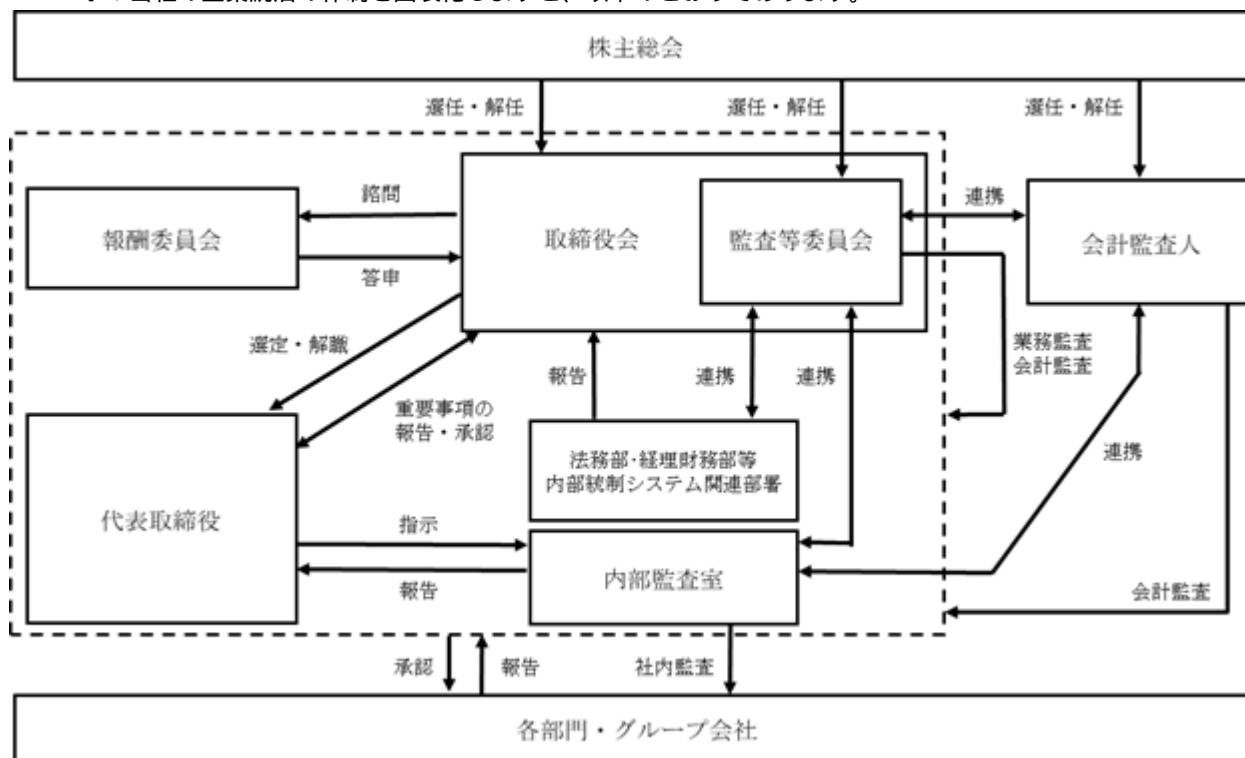 株主総会
選任・解任
選任・解任
選任・解任
諮問
報酬委員会
取締役会
監査等委員会
連携
会計監査人
答申
選定・解職
報告
連携
連携
業務監査
会計監査
重要事項の
報告・承認
法務部・経理財務部等
内部統制システム関連部署
連携
代表取締役
指示
内部監査室
報告
会計監査
承認
報告
社内監査
各部門・グループ会社